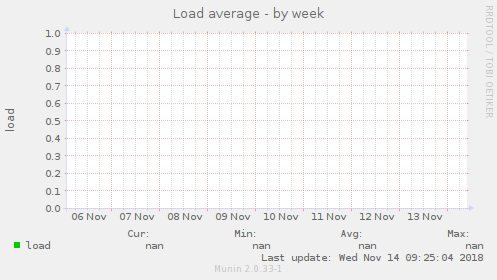 Load average - by week
RRDTOOL / TOBI OETIKER
load
1.0
0.9
0.8
0.7
0.6
0.5
0.4
0.3
0.2
0.1
0.0
06 Nov 07 Nov 08 Nov 09 Nov 10 Nov 11 Nov 12 Nov 13 Nov
Cur: Min: Avg: Max:
load nan nan nan nan
Last update: Wed Nov 14 09:25:04 2018
Munin 2.0.33-1